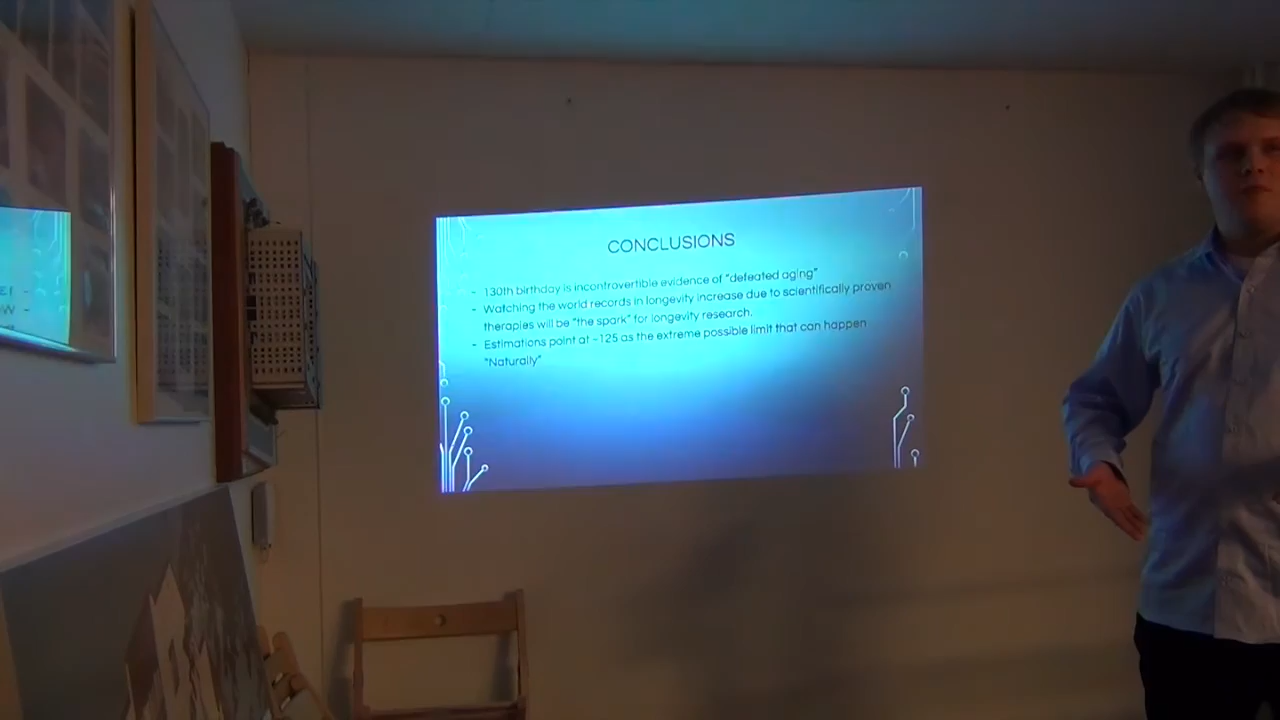 CONCLUSIONS
- 130th birthday is incontrovertible evidence of "defeated aging"
- Watching the world records in longevity increase due to scientifically proven
therapies will be "the spark" for longevity research.
- Estimations point at ~125 as the extreme possible limit that can happen
"Naturally"